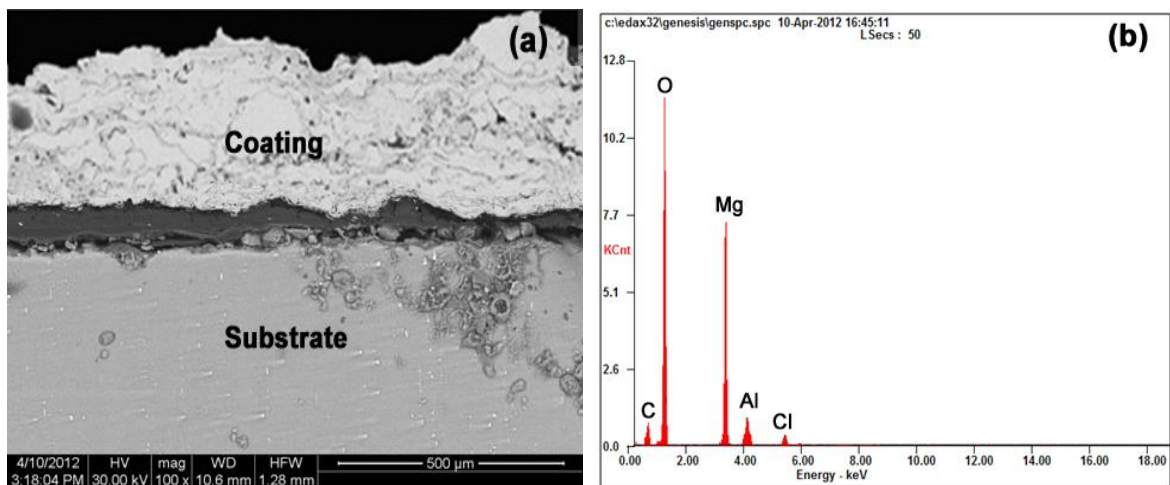 (a)
Coating
Substrate
4/10/2012 HV mag WD HFW
3:18:04 PM 30.00 kV 100 x 10.6 mm 1.28 mm
500 µm
c:\edax32\genesis\genspc.spc 10-Apr-2012 16:45:11
LSecs : 50
(b)
12.8
10.2
7.7
KCnt
5.1
2.6
0.0
O
Mg
C
Al
Cl
0.00 2.00 4.00 6.00 8.00 10.00 12.00 14.00 16.00 18.00
Energy - keV